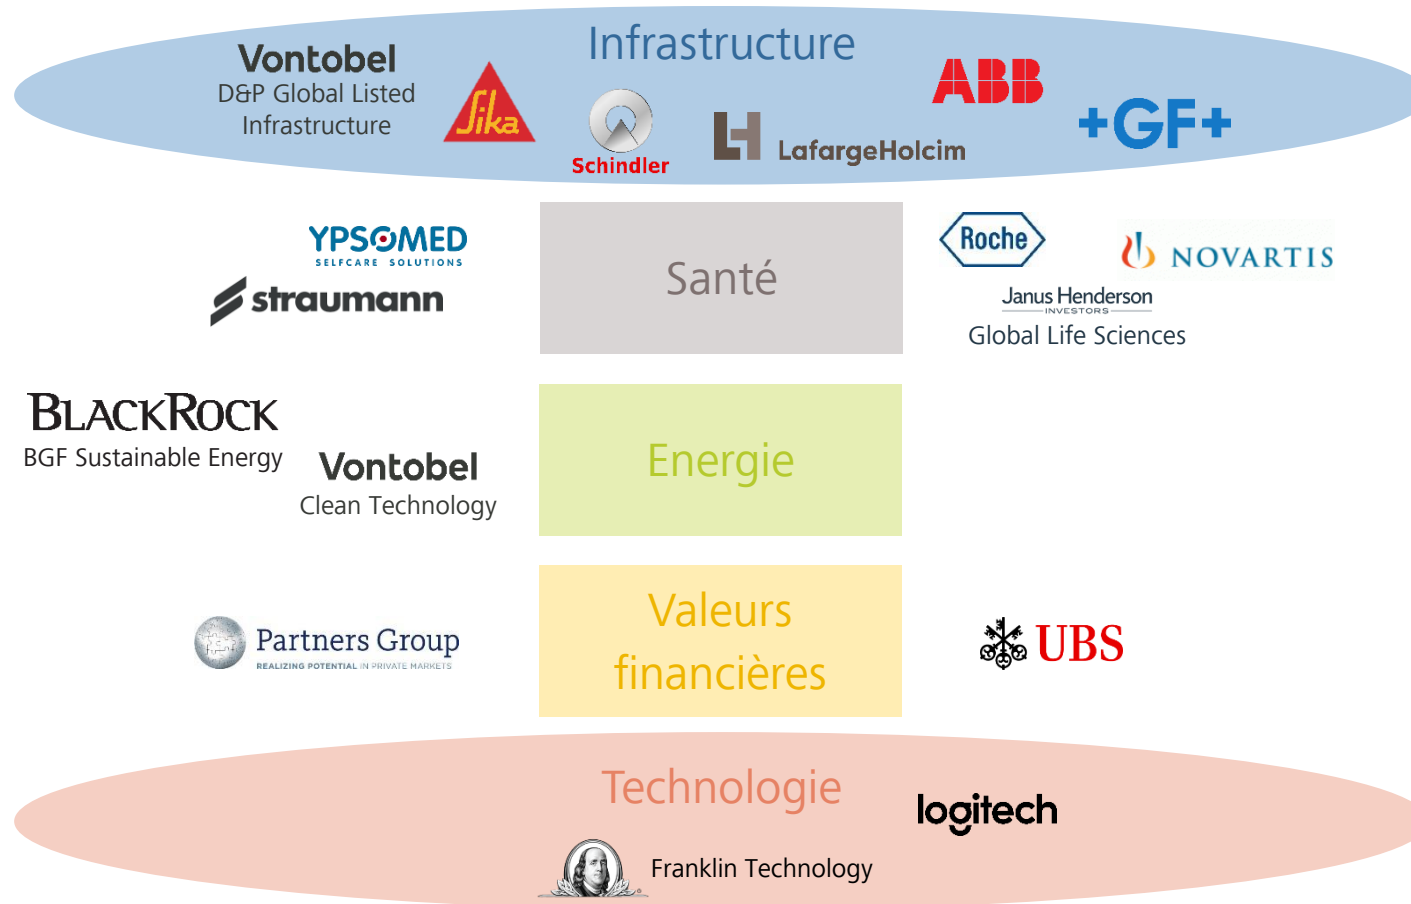 Infrastructure
Vontobel
D&P Global Listed
Infrastructure
Sika
Schindler
LH LafargeHolcim
ABB
+GF+
YPSOMED
SELFCARE SOLUTIONS
straumann
Santé
Roche
NOVARTIS
Janus Henderson
INVESTORS
Global Life Sciences
BLACKROCK
BGF Sustainable Energy
Vontobel
Clean Technology
Energie
Partners Group
REALIZING POTENTIAL IN PRIVATE MARKETS
Valeurs
financières
UBS
Technologie
logitech
Franklin Technology